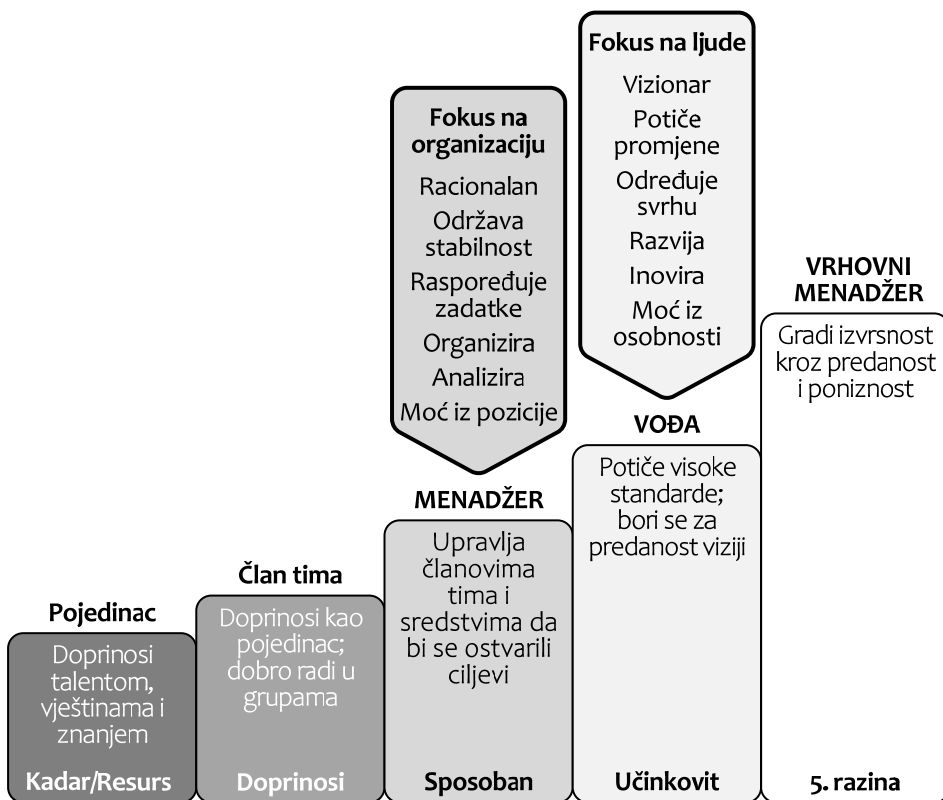 Pojedinac
Doprinosi
talentom,
vještinama i
znanjem
Kadar/Resurs
Član tima
Doprinosi kao
pojedinac;
dobro radi u
grupama
Doprinosi
Fokus na
organizaciju
Racionalan
Održava
stabilnost
Raspoređuje
zadatke
Organizira
Analizira
Moć iz pozicije
MENADŽER
Upravlja
članovima
tima i
sredstvima da
bi se ostvarili
ciljevi
Sposoban
Fokus na ljude
Vizionar
Potiče
promjene
Određuje
svrhu
Razvija
Inovira
Moć iz
osobnosti
VOĐA
Potiče visoke
standarde;
bori se za
predanost viziji
Učinkovit
VRHOVNI
MENADŽER
Gradi izvrsnost
kroz predanost
i poniznost
5. razina